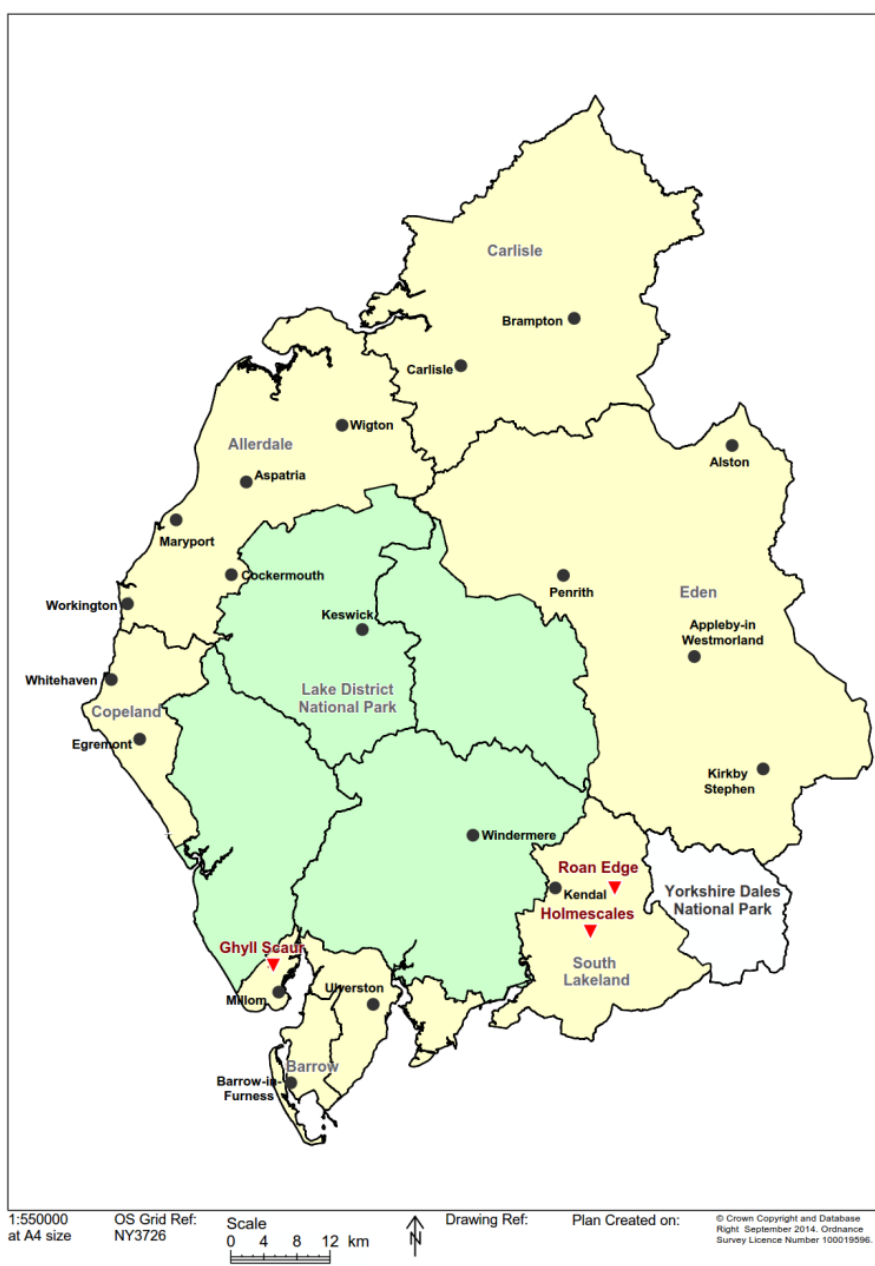 Carlisle
Brampton
Carlisle
Wigton
Allerdale
Alston
Aspatria
Maryport
Cockermouth
Penrith
Eden
Workington
Keswick
Appleby-in
Westmorland
Whitehaven
Lake District
National Park
Copeland
Egremont
Kirkby
Stephen
Windermere
Roan Edge
Kendal
Yorkshire Dales
National Park
Holmescales
Ghyll Scaur
South
Lakeland
Millom
Ulverston
Barrow
Barrow-in-
Furness
1:550000
at A4 size
OS Grid Ref:
NY3726
Scale
0 4 8 12 km
N
Drawing Ref:
Plan Created on:
© Crown Copyright and Database
Right September 2014. Ordnance
Survey Licence Number 100019596.